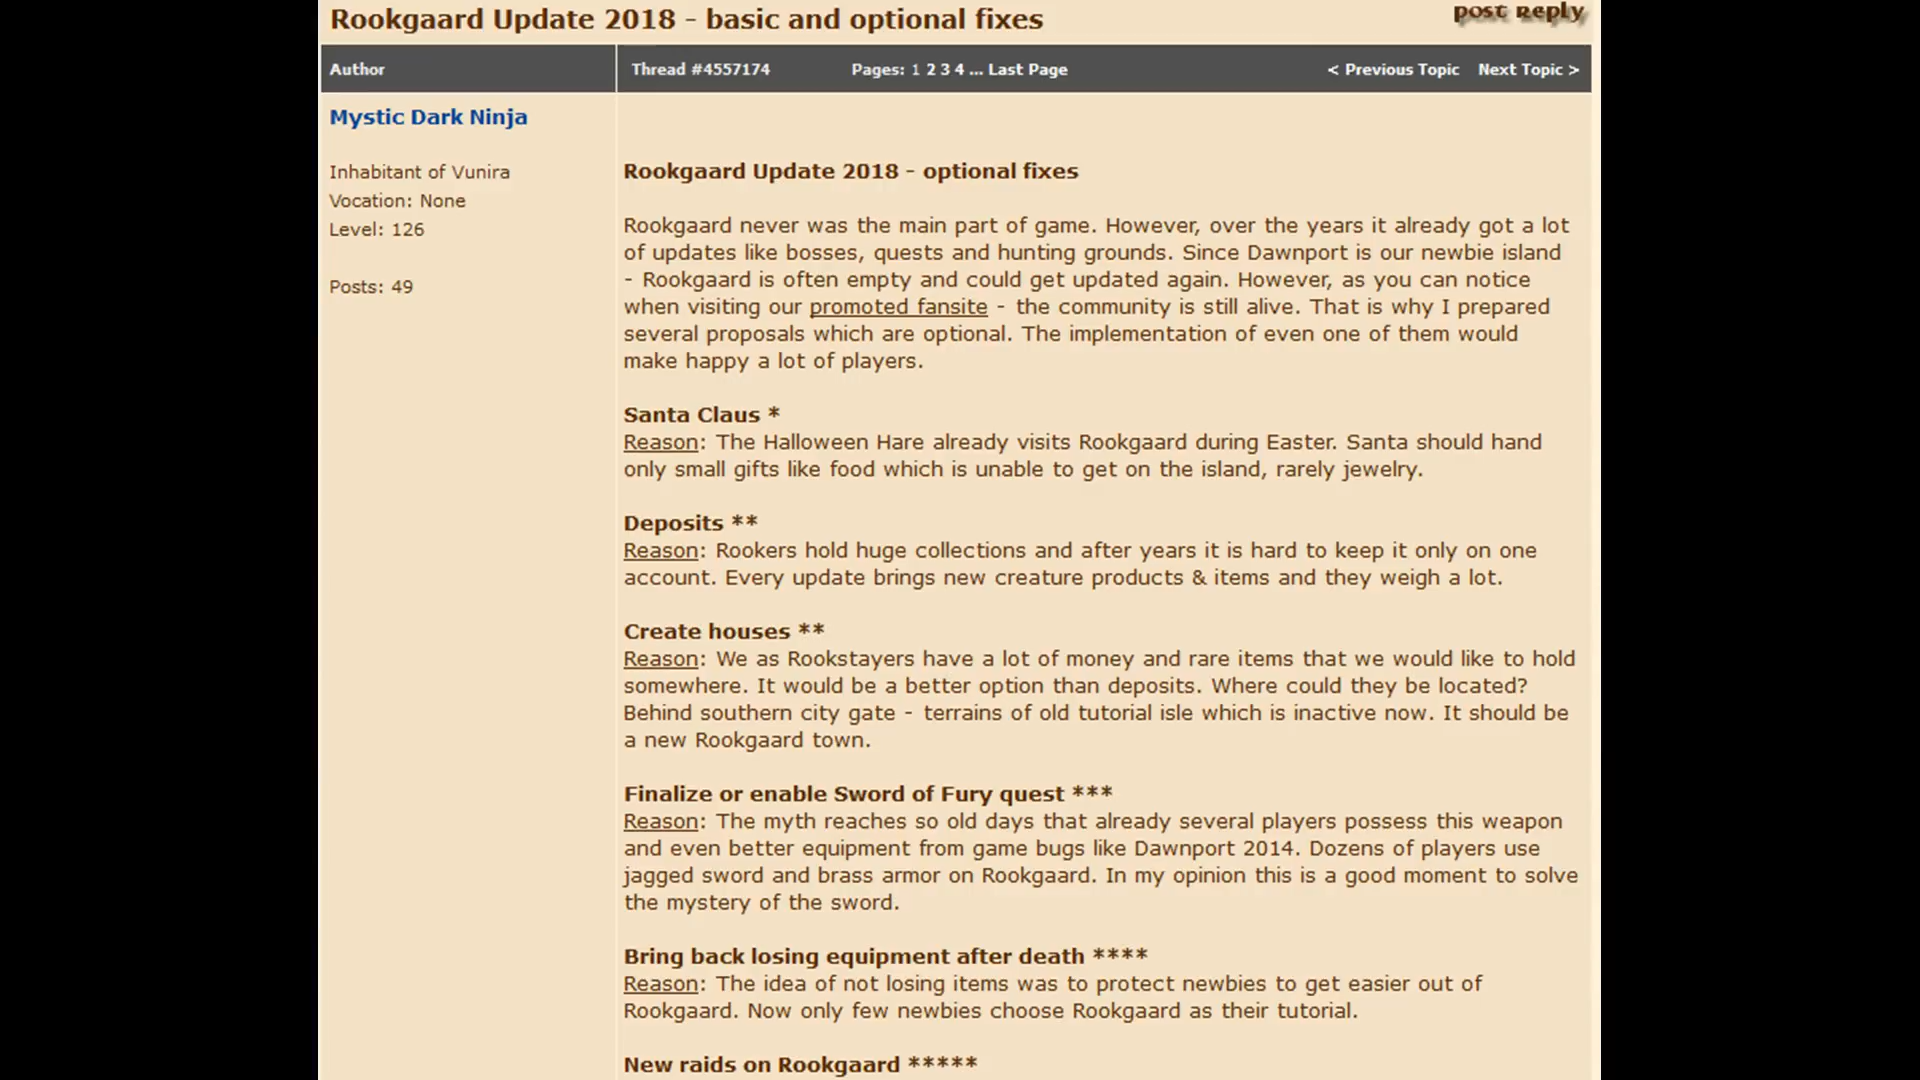 Rookgaard Update 2018 - basic and optional fixes
post reply
Author
Thread #4557174
Pages: 1 2 3 4 ... Last Page
< Previous Topic
Next Topic >
Mystic Dark Ninja
Inhabitant of Vunira
Vocation: None
Level: 126
Posts: 49
Rookgaard Update 2018 - optional fixes
Rookgaard never was the main part of game. However, over the years it already got a lot
of updates like bosses, quests and hunting grounds. Since Dawnport is our newbie island
- Rookgaard is often empty and could get updated again. However, as you can notice
when visiting our promoted fansite - the community is still alive. That is why I prepared
several proposals which are optional. The implementation of even one of them would
make happy a lot of players.
Santa Claus *
Reason: The Halloween Hare already visits Rookgaard during Easter. Santa should hand
only small gifts like food which is unable to get on the island, rarely jewelry.
Deposits **
Reason: Rookers hold huge collections and after years it is hard to keep it only on one
account. Every update brings new creature products & items and they weigh a lot.
Create houses **
Reason: We as Rookstayers have a lot of money and rare items that we would like to hold
somewhere. It would be a better option than deposits. Where could they be located?
Behind southern city gate - terrains of old tutorial isle which is inactive now. It should be
a new Rookgaard town.
Finalize or enable Sword of Fury quest ***
Reason: The myth reaches so old days that already several players possess this weapon
and even better equipment from game bugs like Dawnport 2014. Dozens of players use
jagged sword and brass armor on Rookgaard. In my opinion this is a good moment to solve
the mystery of the sword.
Bring back losing equipment after death ****
Reason: The idea of not losing items was to protect newbies to get easier out of
Rookgaard. Now only few newbies choose Rookgaard as their tutorial.
New raids on Rookgaard *****